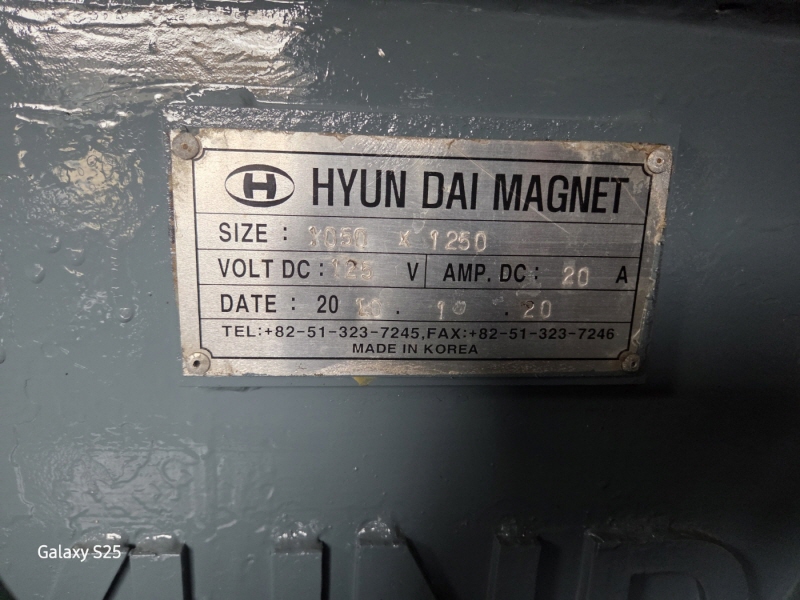 H HYUN DAI MAGNET
SIZE : 1250
VOLT DC : 125 V AMP. DC : 20 A
DATE : 20 . 10 . 20
TEL:+82-51-323-7245,FAX:+82-51-323-7246
MADE IN KOREA
Galaxy S25